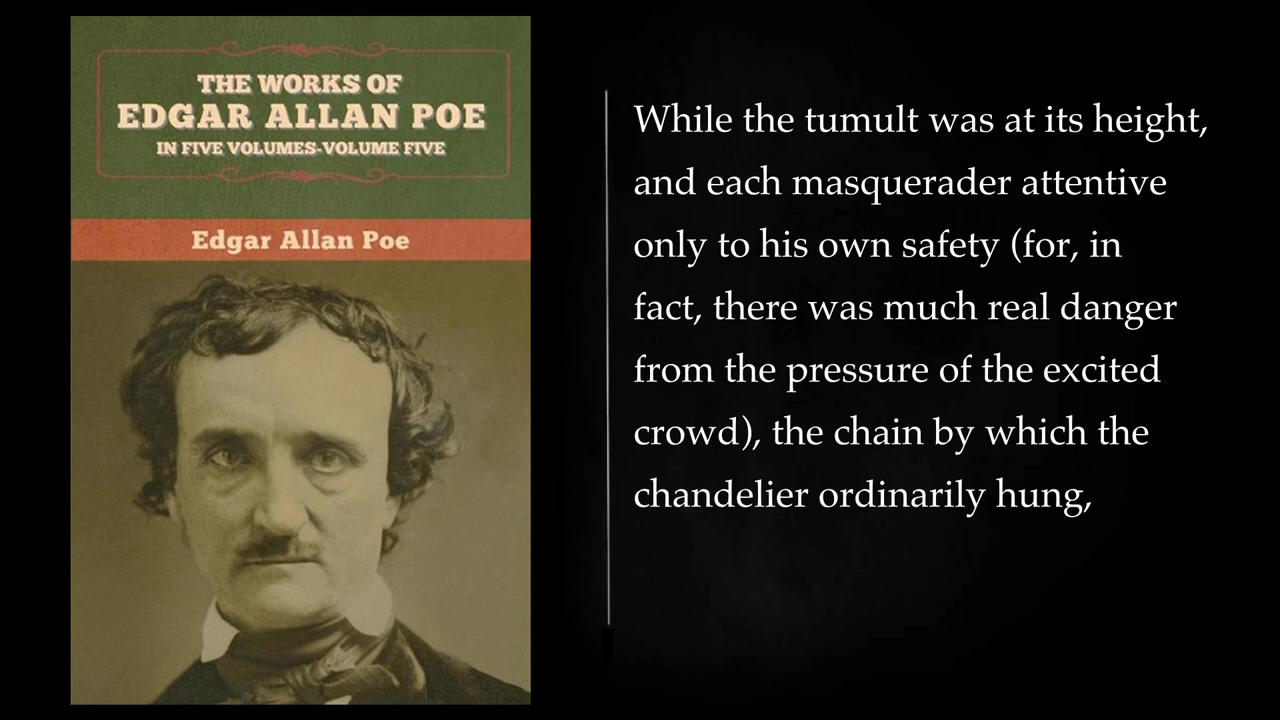 THE WORKS OF
EDGAR ALLAN POE
IN FIVE VOLUMES-VOLUME FIVE
Edgar Allan Poe
While the tumult was at its height,
and each masquerader attentive
only to his own safety (for, in
fact, there was much real danger
from the pressure of the excited
crowd), the chain by which the
chandelier ordinarily hung,